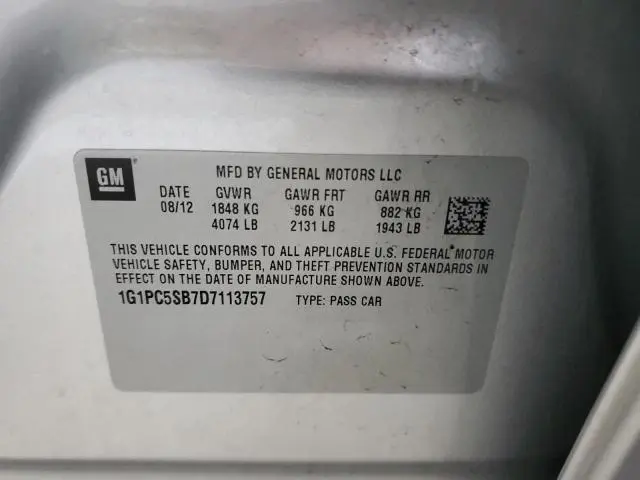 GM
MFD BY GENERAL MOTORS LLC
DATE GVWR GAWR FRT GAWR RR
08/12 1848 KG 966 KG 882 KG
4074 LB 2131 LB 1943 LB
THIS VEHICLE CONFORMS TO ALL APPLICABLE U.S. FEDERAL MOTOR
VEHICLE SAFETY, BUMPER, AND THEFT PREVENTION STANDARDS IN
EFFECT ON THE DATE OF MANUFACTURE SHOWN ABOVE.
1G1PC5SB7D7113757 TYPE: PASS CAR